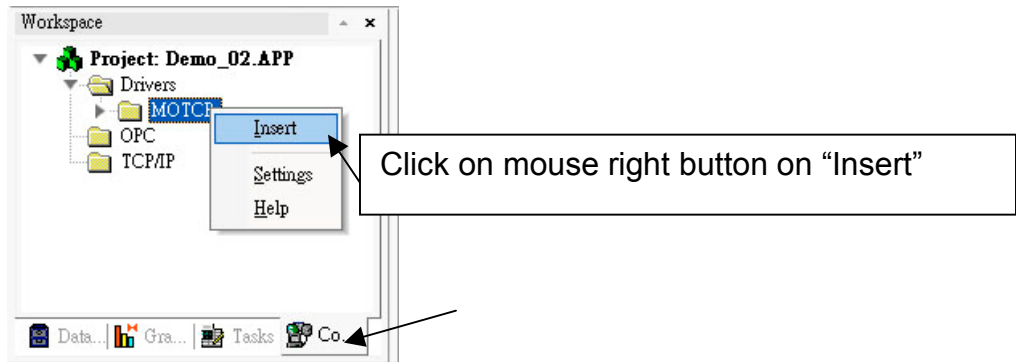 Workspace
Project: Demo_02.APP
Drivers
MOTCP
Insert
OPC
TCP/IP
Settings
Help
Click on mouse right button on “Insert”
Data... Gra... Tasks Co...